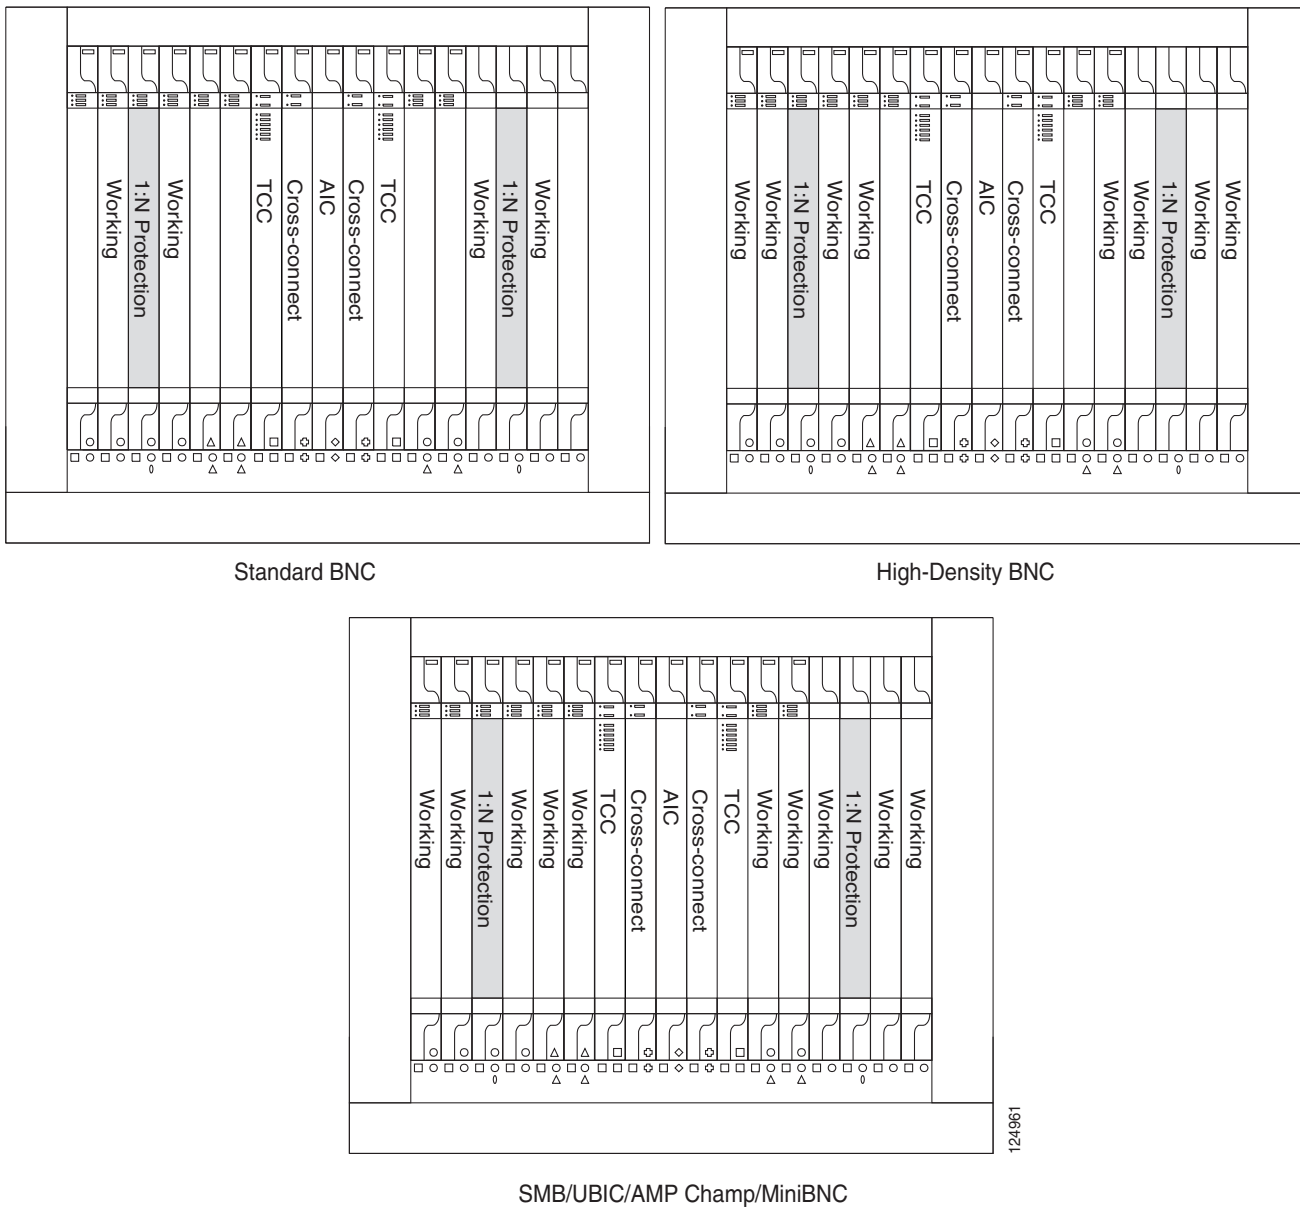 Working
1:N Protection
Working
TCC
Cross-connect
AIC
Cross-connect
TCC
Working
1:N Protection
Working
Standard BNC
Working
Working
1:N Protection
Working
Working
TCC
Cross-connect
AIC
Cross-connect
TCC
Working
Working
1:N Protection
Working
Working
High-Density BNC
Working
Working
1:N Protection
Working
Working
Working
TCC
Cross-connect
AIC
Cross-connect
TCC
Working
Working
Working
1:N Protection
Working
Working
124961
SMB/UBIC/AMP Champ/MiniBNC